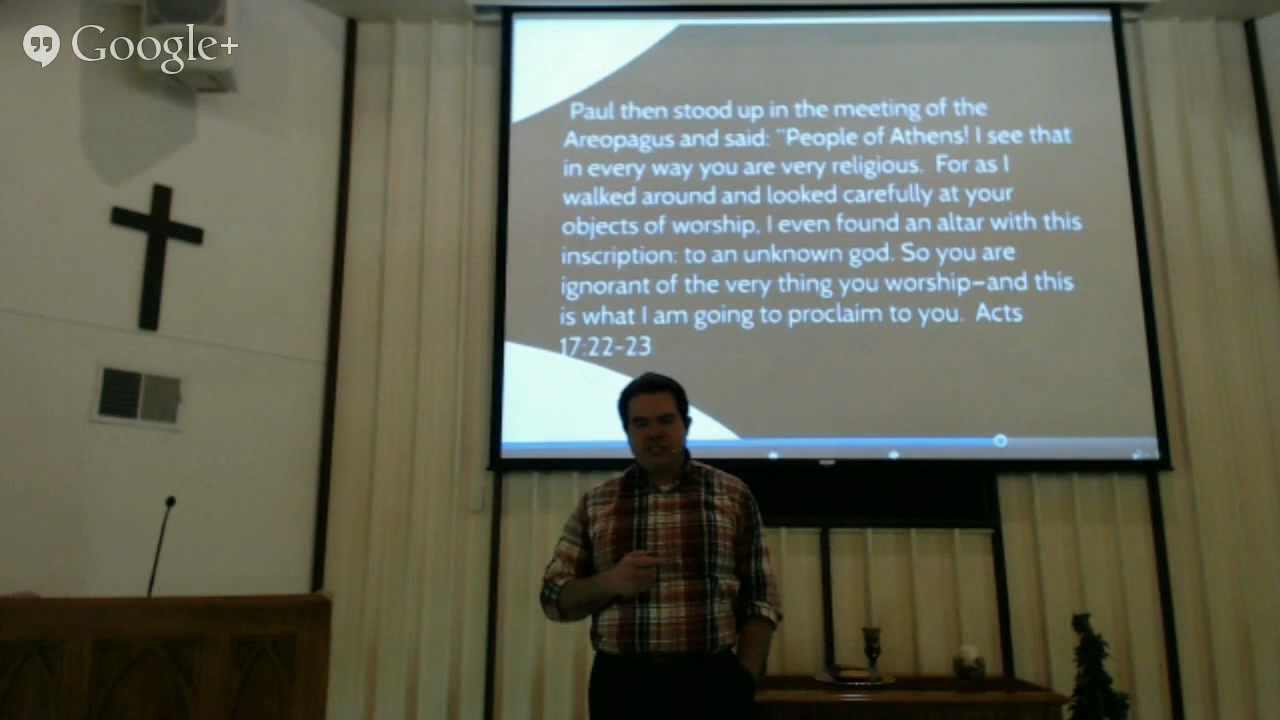 Google+
Paul then stood up in the meeting of the
Areopagus and said: "People of Athens! I see that
in every way you are very religious. For as I
walked around and looked carefully at your
objects of worship, I even found an altar with this
inscription: to an unknown god. So you are
ignorant of the very thing you worship–and this
is what I am going to proclaim to you. Acts
17:22-23